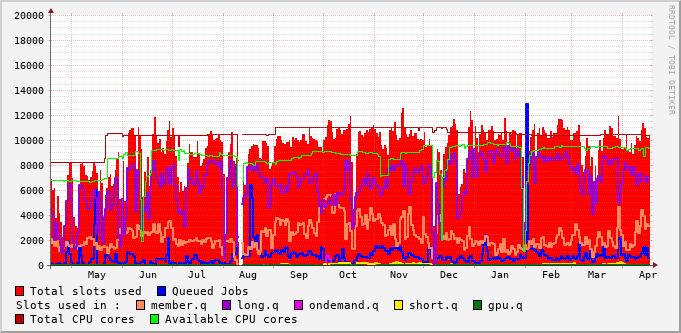 20000
18000
16000
14000
12000
10000
8000
6000
4000
2000
0
May Jun Jul Aug Sep Oct Nov Dec Jan Feb Mar Apr
Total slots used Queued Jobs
Slots used in : member.q long.q ondemand.q short.q gpu.q
Total CPU cores Available CPU cores
RRDTOOL / TOBI OETIKER